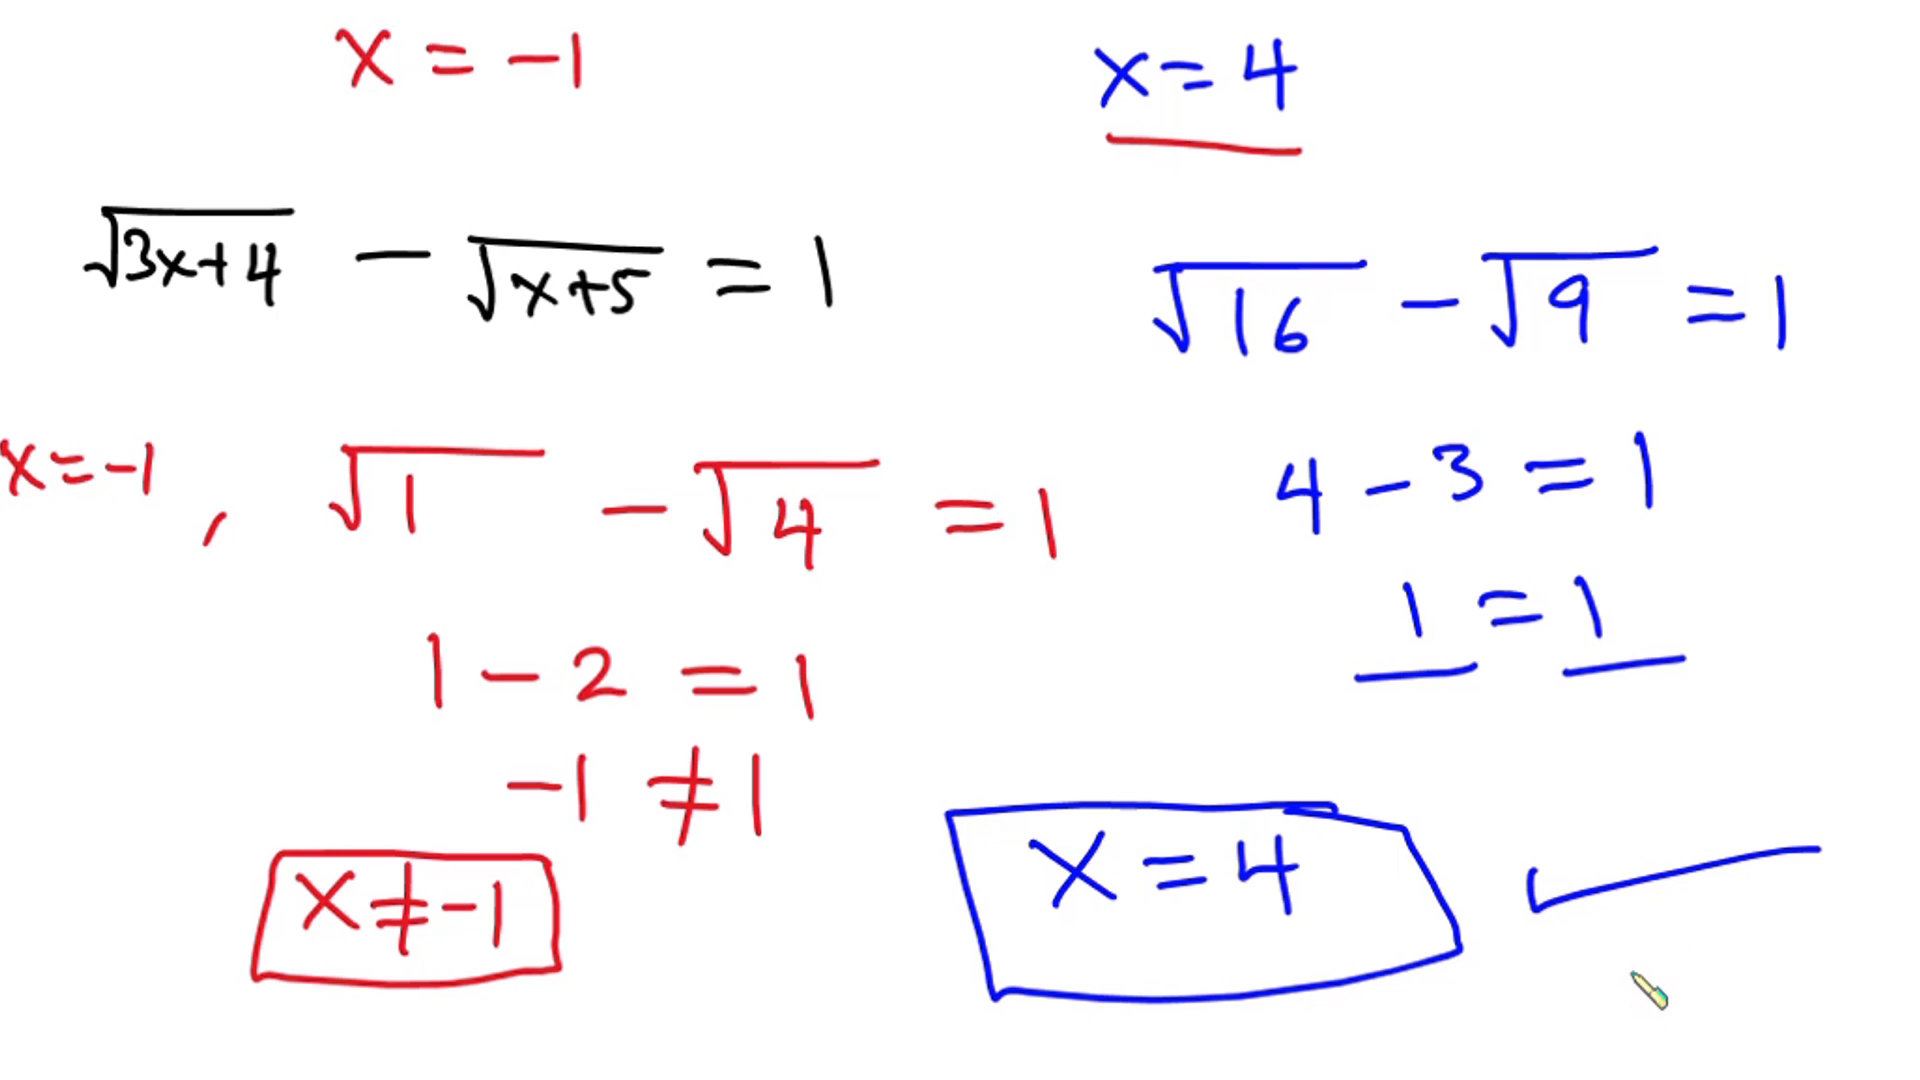 x = -1
√3x+4 - √x+5 = 1
x=-1, √1 - √4 = 1
1 - 2 = 1
-1 ≠ 1
x≠-1
x=4
√16 - √9 = 1
4 - 3 = 1
1 = 1
x = 4 ✓